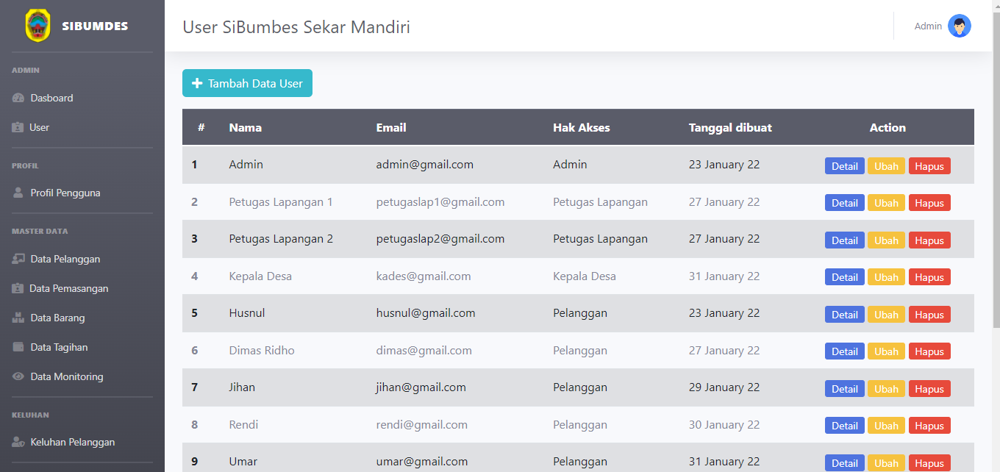 SIBUMDES
User SiBumbes Sekar Mandiri
Admin
ADMIN
Dasboard
User
PROFIL
Profil Pengguna
MASTER DATA
Data Pelanggan
Data Pemasangan
Data Barang
Data Tagihan
Data Monitoring
KELUHAN
Keluhan Pelanggan
Tambah Data User
# Nama Email Hak Akses Tanggal dibuat Action
1 Admin admin@gmail.com Admin 23 January 22 Detail Ubah Hapus
2 Petugas Lapangan 1 petugaslap1@gmail.com Petugas Lapangan 27 January 22 Detail Ubah Hapus
3 Petugas Lapangan 2 petugaslap2@gmail.com Petugas Lapangan 27 January 22 Detail Ubah Hapus
4 Kepala Desa kades@gmail.com Kepala Desa 31 January 22 Detail Ubah Hapus
5 Husnul husnul@gmail.com Pelanggan 23 January 22 Detail Ubah Hapus
6 Dimas Ridho dimas@gmail.com Pelanggan 27 January 22 Detail Ubah Hapus
7 Jihan jihan@gmail.com Pelanggan 29 January 22 Detail Ubah Hapus
8 Rendi rendi@gmail.com Pelanggan 30 January 22 Detail Ubah Hapus
9 Umar umar@gmail.com Pelanggan 31 January 22 Detail Ubah Hapus